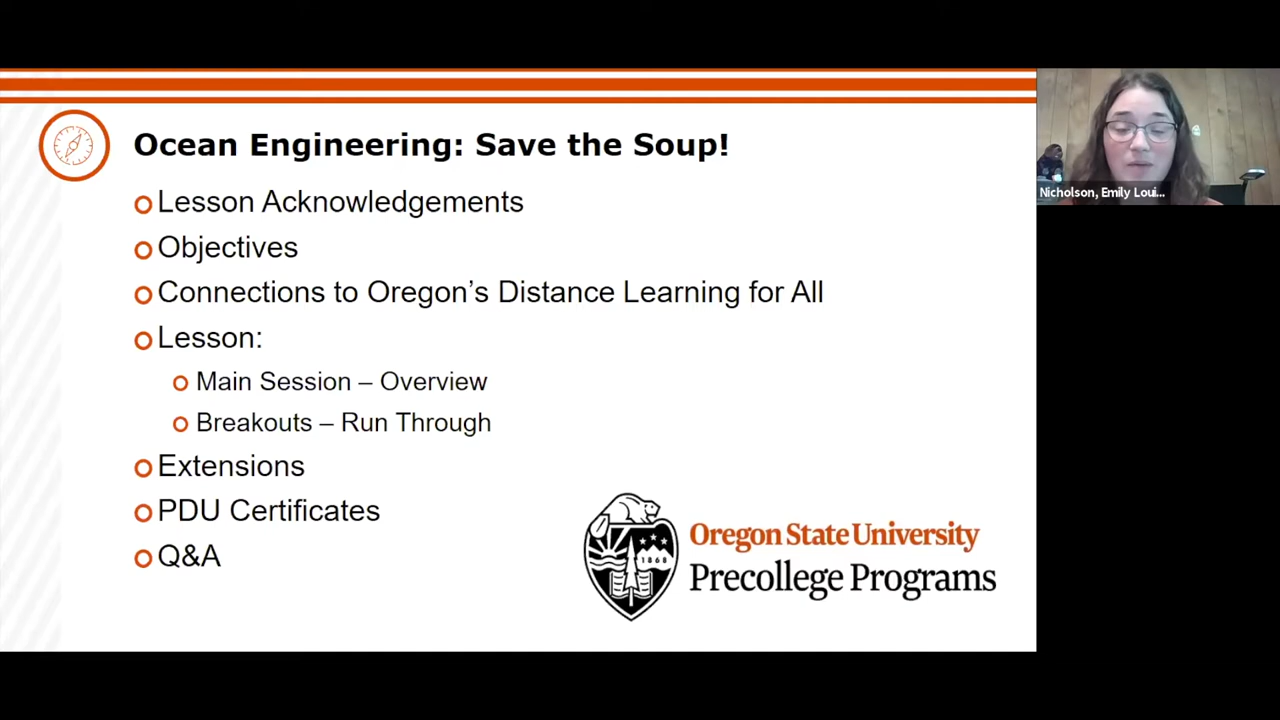 Ocean Engineering: Save the Soup!
Lesson Acknowledgements
Objectives
Connections to Oregon's Distance Learning for All
Lesson:
Main Session – Overview
Breakouts – Run Through
Extensions
PDU Certificates
Q&A
1868
Oregon State University
Precollege Programs
Nicholson, Emily Loui...